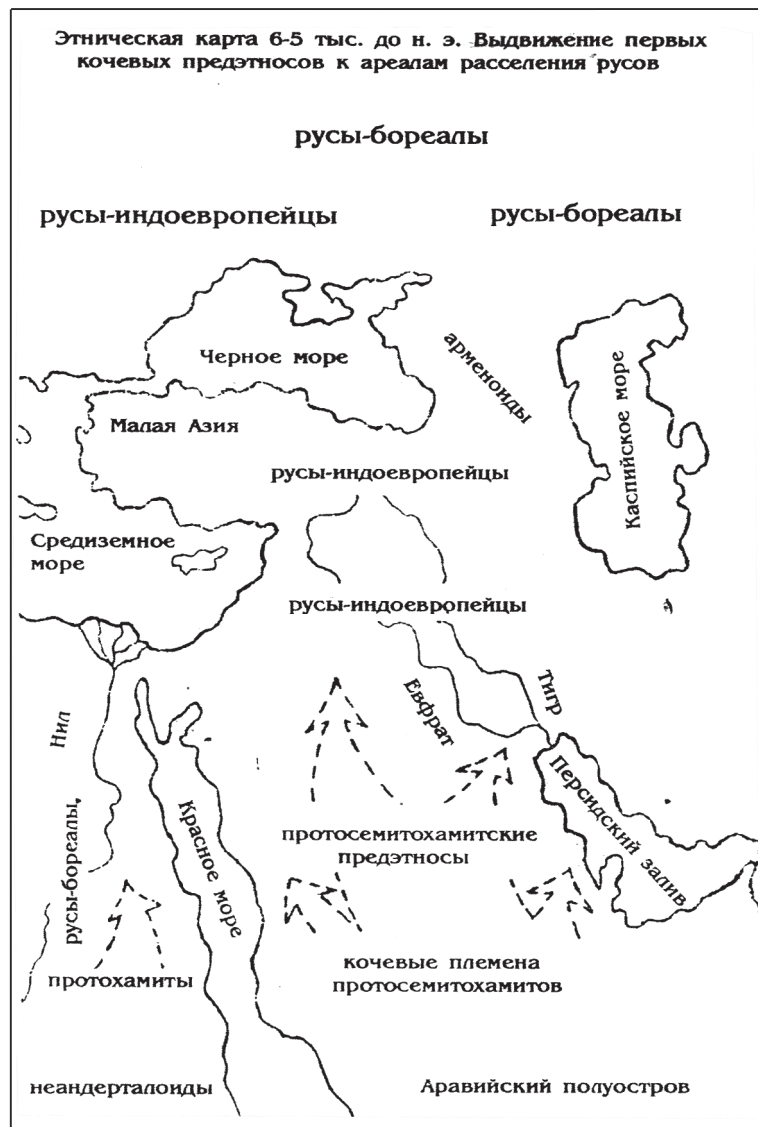 Этническая карта 6-5 тыс. до н. э. Выдвижение первых
кочевых предэтносов к ареалам расселения русов
русы-бореалы
русы-индоевропейцы
русы-бореалы
Черное море
арменоиды
Каспийское море
Малая Азия
русы-индоевропейцы
Средиземное
море
русы-индоевропейцы
Нил
Евфрат
Тигр
русы-бореалы,
Красное море
Персидский залив
протосемитохамитские
предэтносы
протохамиты
кочевые племена
протосемитохамитов
неандерталоиды
Аравийский полуостров